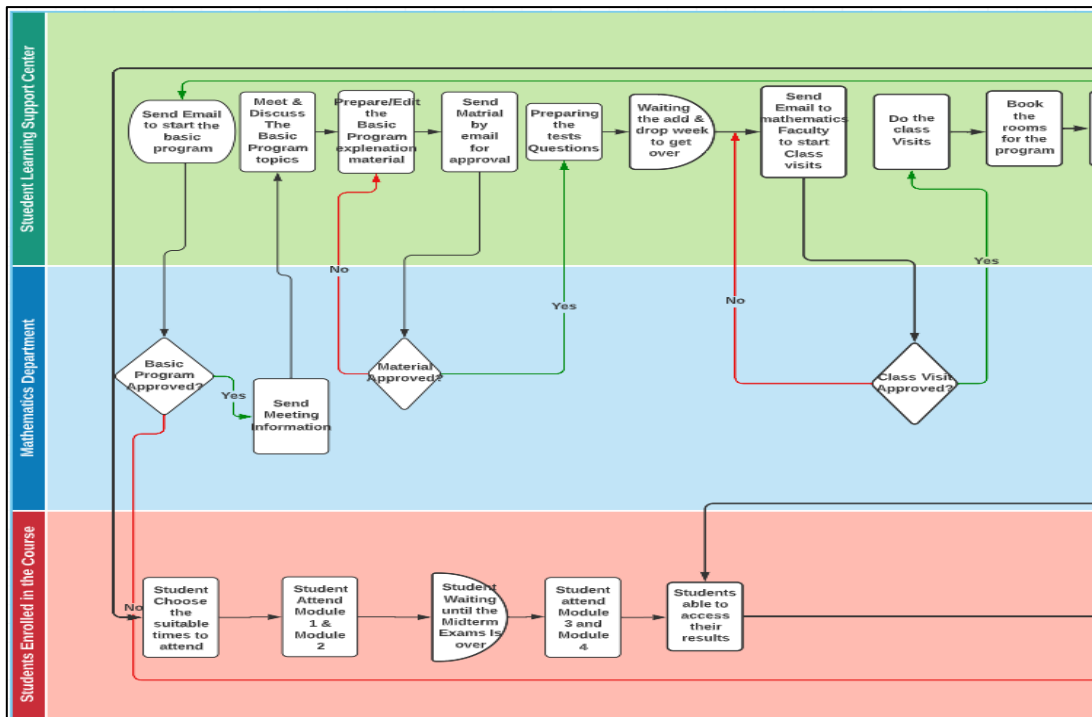 Stuedent Learning Support Center
Send Email
to start the
basic
program
Meet &
Discuss
The
Basic
Program
topics
Prepare/Edit
the
Basic
Program
explenation
material
Send
Matrial
by
email
for
approval
Preparing
the
tests
Questions
Waiting
the add &
drop week
to get
over
Send
Email to
mathematics
Faculty
to start
Class
visits
Do the
class
Visits
Book
the
rooms
for the
program
No
Yes
No
Yes
Mathematics Department
Basic
Program
Approved?
Yes
Send
Meeting
Information
Material
Approved?
Class Visit
Approved?
Students Enrolled in the Course
No
Student
Choose
the
suitable
times to
attend
Student
Attend
Module
1 &
Module
2
Student
Waiting
until the
Midterm
Exams Is
over
Student
attend
Module
3 and
Module
4
Students
able to
access
their
results